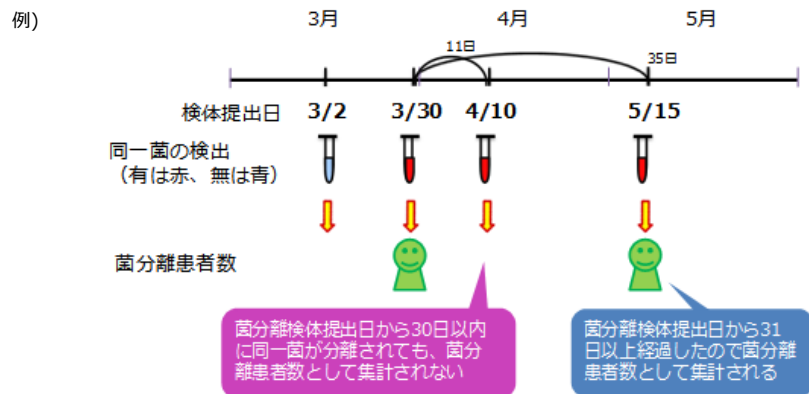 例)
3月 4月 5月
11日
35日
検体提出日 3/2 3/30 4/10 5/15
同一菌の検出
（有は赤、無は青）
菌分離患者数
菌分離検体提出日から30日以内
に同一菌が分離されても、菌分
離患者数として集計されない
菌分離検体提出日から31
日以上経過したので菌分離
患者数として集計される